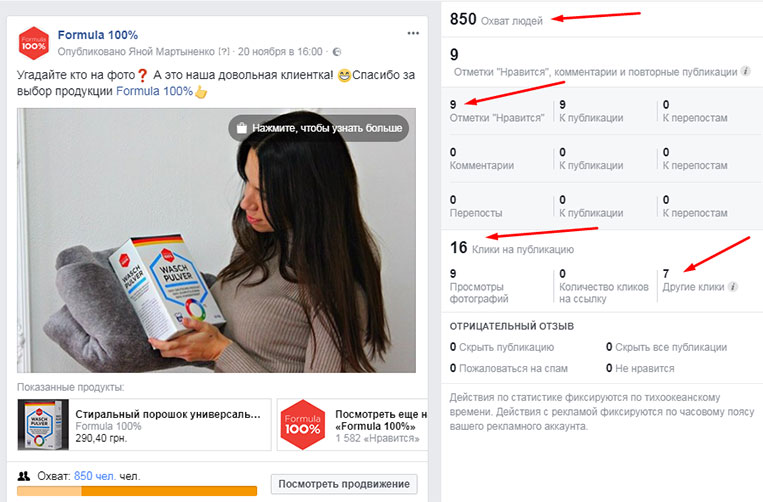 Formula 100%
Опубликовано Яной Мартыненко [?] · 20 ноября в 16:00 ·
Угадайте кто на фото❓ А это наша довольная клиентка! 😁Спасибо за
выбор продукции Formula 100%👍
Нажмите, чтобы узнать больше
Formula
100%
WASCH
PULVER
Показанные продукты:
WASCH
PULVER
Стиральный порошок универсаль...
Formula 100%
290,40 грн.
Formula
100%
Посмотреть еще н
«Formula 100%»
1 582 «Нравится»
Охват: 850 чел. чел.
Посмотреть продвижение
850 Охват людей
9
Отметки "Нравится", комментарии и повторные публикации
9 9 0
Отметки "Нравится" К публикации К перепостам
0 0 0
Комментарии К публикации К перепостам
0 0 0
Перепосты К публикации К перепостам
16 Клики на публикацию
9 0 7
Просмотры фотографий Количество кликов на ссылку Другие клики
ОТРИЦАТЕЛЬНЫЙ ОТЗЫВ
0 Скрыть публикацию 0 Скрыть все публикации
0 Пожаловаться на спам 0 Не нравится
Действия по статистике фиксируются по тихоокеанскому
времени. Действия с рекламой фиксируются по часовому поясу
вашего рекламного аккаунта.